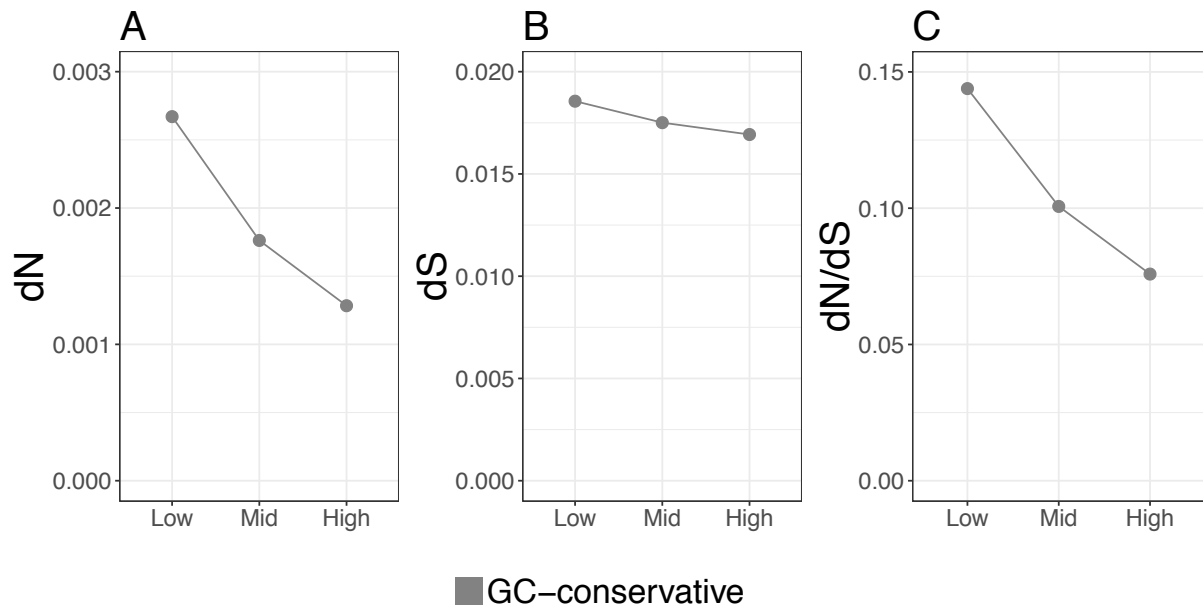 A
B
C
dN
0.003
0.002
0.001
0.000
Low Mid High
dS
0.020
0.015
0.010
0.005
0.000
Low Mid High
dN/dS
0.15
0.10
0.05
0.00
Low Mid High
GC−conservative